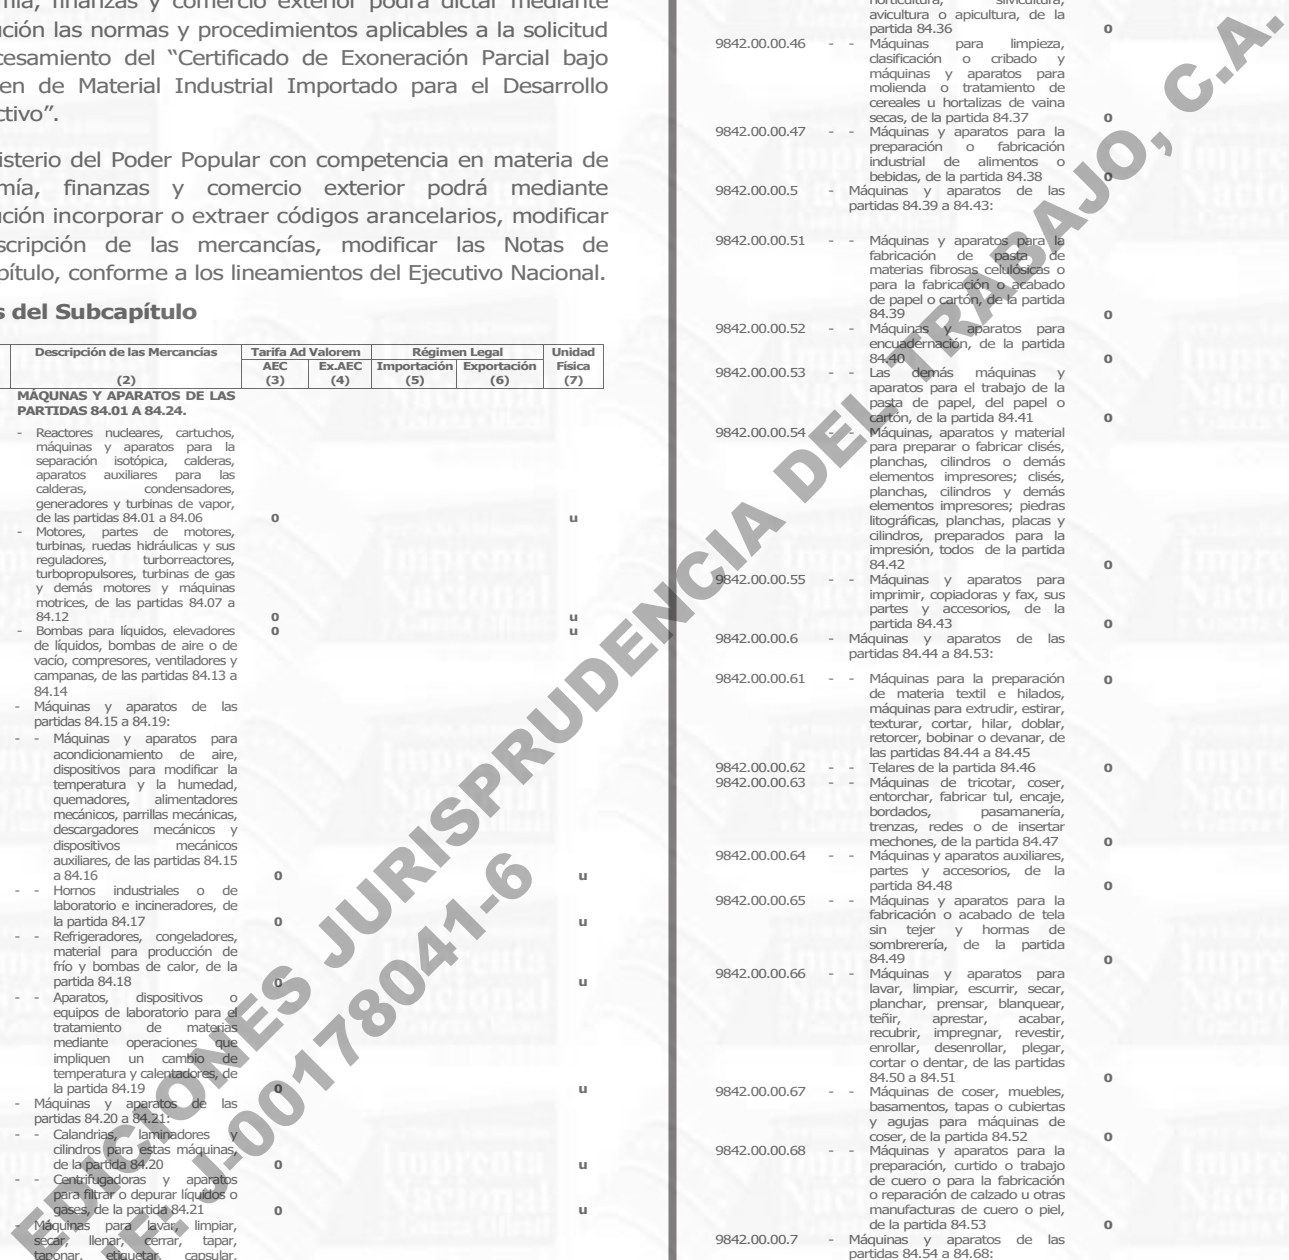 mía, finanzas y comercio exterior podrá dictar mediante
ución las normas y procedimientos aplicables a la solicitud
cesamiento del “Certificado de Exoneración Parcial bajo
en de Material Industrial Importado para el Desarrollo
ctivo”.
isterio del Poder Popular con competencia en materia de
mía, finanzas y comercio exterior podrá mediante
ución incorporar o extraer códigos arancelarios, modificar
scripción de las mercancías, modificar las Notas de
pítulo, conforme a los lineamientos del Ejecutivo Nacional.
s del Subcapítulo
Descripción de las Mercancías Tarifa Ad Valorem Régimen Legal Unidad
AEC Ex.AEC Importación Exportación Física
(2) (3) (4) (5) (6) (7)
MÁQUNAS Y APARATOS DE LAS
PARTIDAS 84.01 A 84.24.
- Reactores nucleares, cartuchos,
máquinas y aparatos para la
separación isotópica, calderas,
aparatos auxiliares para las
calderas, condensadores,
generadores y turbinas de vapor,
de las partidas 84.01 a 84.06 0 u
- Motores, partes de motores,
turbinas, ruedas hidráulicas y sus
reguladores, turborreactores,
turbopropulsores, turbinas de gas
y demás motores y máquinas
motrices, de las partidas 84.07 a
84.12 0 u
- Bombas para líquidos, elevadores 0 u
de líquidos, bombas de aire o de
vacío, compresores, ventiladores y
campanas, de las partidas 84.13 a
84.14
- Máquinas y aparatos de las
partidas 84.15 a 84.19:
- - Máquinas y aparatos para
acondicionamiento de aire,
dispositivos para modificar la
temperatura y la humedad,
quemadores, alimentadores
mecánicos, parrillas mecánicas,
descargadores mecánicos y
dispositivos mecánicos
auxiliares, de las partidas 84.15
a 84.16 0 u
- - Hornos industriales o de
laboratorio e incineradores, de
la partida 84.17 0 u
- - Refrigeradores, congeladores,
material para producción de
frío y bombas de calor, de la
partida 84.18 0 u
- - Aparatos, dispositivos o
equipos de laboratorio para el
tratamiento de materias
mediante operaciones que
impliquen un cambio de
temperatura y calentadores, de
la partida 84.19 0 u
- Máquinas y aparatos de las
partidas 84.20 a 84.21:
- - Calandrias, laminadores y
cilindros para estas máquinas,
de la partida 84.20 0 u
- - Centrifugadoras y aparatos
para filtrar o depurar líquidos o
gases, de la partida 84.21 0 u
- Máquinas para lavar, limpiar,
secar, llenar, cerrar, tapar,
taponar, etiquetar, capsular,
horticultura, silvicultura,
avicultura o apicultura, de la
partida 84.36 0
9842.00.00.46 - - Máquinas para limpieza,
clasificación o cribado y
máquinas y aparatos para
molienda o tratamiento de
cereales u hortalizas de vaina
secas, de la partida 84.37 0
9842.00.00.47 - - Máquinas y aparatos para la
preparación o fabricación
industrial de alimentos o
bebidas, de la partida 84.38 0
9842.00.00.5 - Máquinas y aparatos de las
partidas 84.39 a 84.43:
9842.00.00.51 - - Máquinas y aparatos para la
fabricación de pasta de
materias fibrosas celulósicas o
para la fabricación o acabado
de papel o cartón, de la partida
84.39 0
9842.00.00.52 - - Máquinas y aparatos para
encuadernación, de la partida
84.40 0
9842.00.00.53 - - Las demás máquinas y
aparatos para el trabajo de la
pasta de papel, del papel o
cartón, de la partida 84.41 0
9842.00.00.54 - - Máquinas, aparatos y material
para preparar o fabricar clisés,
planchas, cilindros o demás
elementos impresores; clisés,
planchas, cilindros y demás
elementos impresores; piedras
litográficas, planchas, placas y
cilindros, preparados para la
impresión, todos de la partida
84.42 0
9842.00.00.55 - - Máquinas y aparatos para
imprimir, copiadoras y fax, sus
partes y accesorios, de la
partida 84.43 0
9842.00.00.6 - Máquinas y aparatos de las
partidas 84.44 a 84.53:
9842.00.00.61 - - Máquinas para la preparación 0
de materia textil e hilados,
máquinas para extrudir, estirar,
texturar, cortar, hilar, doblar,
retorcer, bobinar o devanar, de
las partidas 84.44 a 84.45
9842.00.00.62 - - Telares de la partida 84.46 0
9842.00.00.63 - - Máquinas de tricotar, coser,
entorchar, fabricar tul, encaje,
bordados, pasamanería,
trenzas, redes o de insertar
mechones, de la partida 84.47 0
9842.00.00.64 - - Máquinas y aparatos auxiliares,
partes y accesorios, de la
partida 84.48 0
9842.00.00.65 - - Máquinas y aparatos para la
fabricación o acabado de tela
sin tejer y hormas de
sombrerería, de la partida
84.49 0
9842.00.00.66 - - Máquinas y aparatos para
lavar, limpiar, escurrir, secar,
planchar, prensar, blanquear,
teñir, aprestar, acabar,
recubrir, impregnar, revestir,
enrollar, desenrollar, plegar,
cortar o dentar, de las partidas
84.50 a 84.51 0
9842.00.00.67 - - Máquinas de coser, muebles,
basamentos, tapas o cubiertas
y agujas para máquinas de
coser, de la partida 84.52 0
9842.00.00.68 - - Máquinas y aparatos para la
preparación, curtido o trabajo
de cuero o para la fabricación
o reparación de calzado u otras
manufacturas de cuero o piel,
de la partida 84.53 0
9842.00.00.7 - Máquinas y aparatos de las
partidas 84.54 a 84.68:
EDICIONES JURISPRUDENCIA DEL TRABAJO, C.A.
IF: J-00178041-6